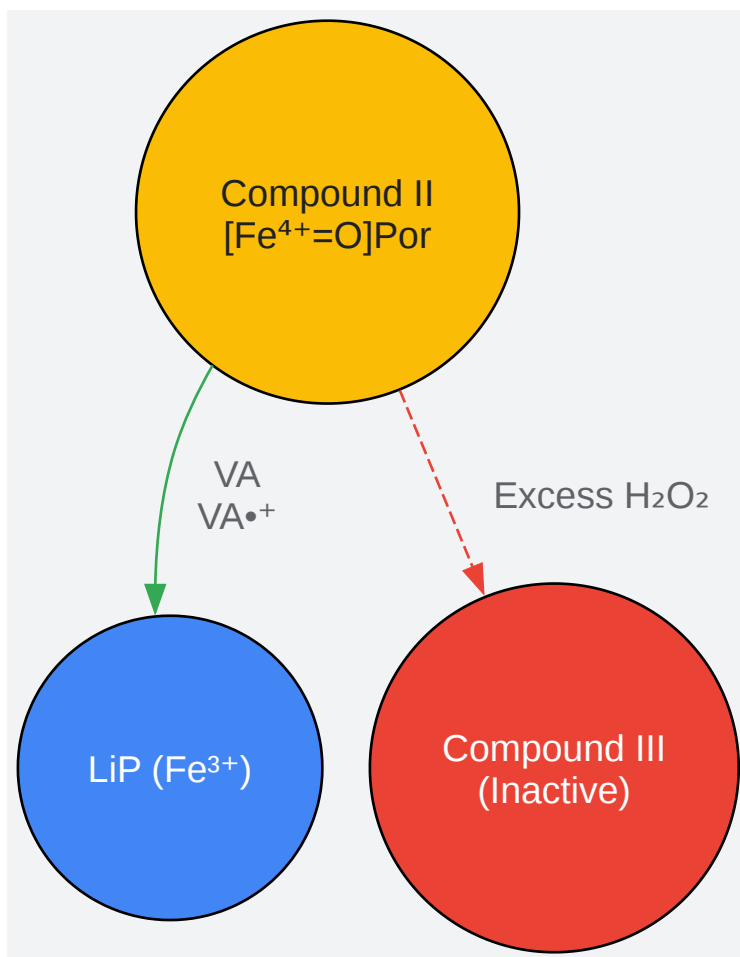 Compound II
[Fe⁴⁺=O]Por
VA
VA•⁺
Excess H₂O₂
LiP (Fe³⁺)
Compound III
(Inactive)